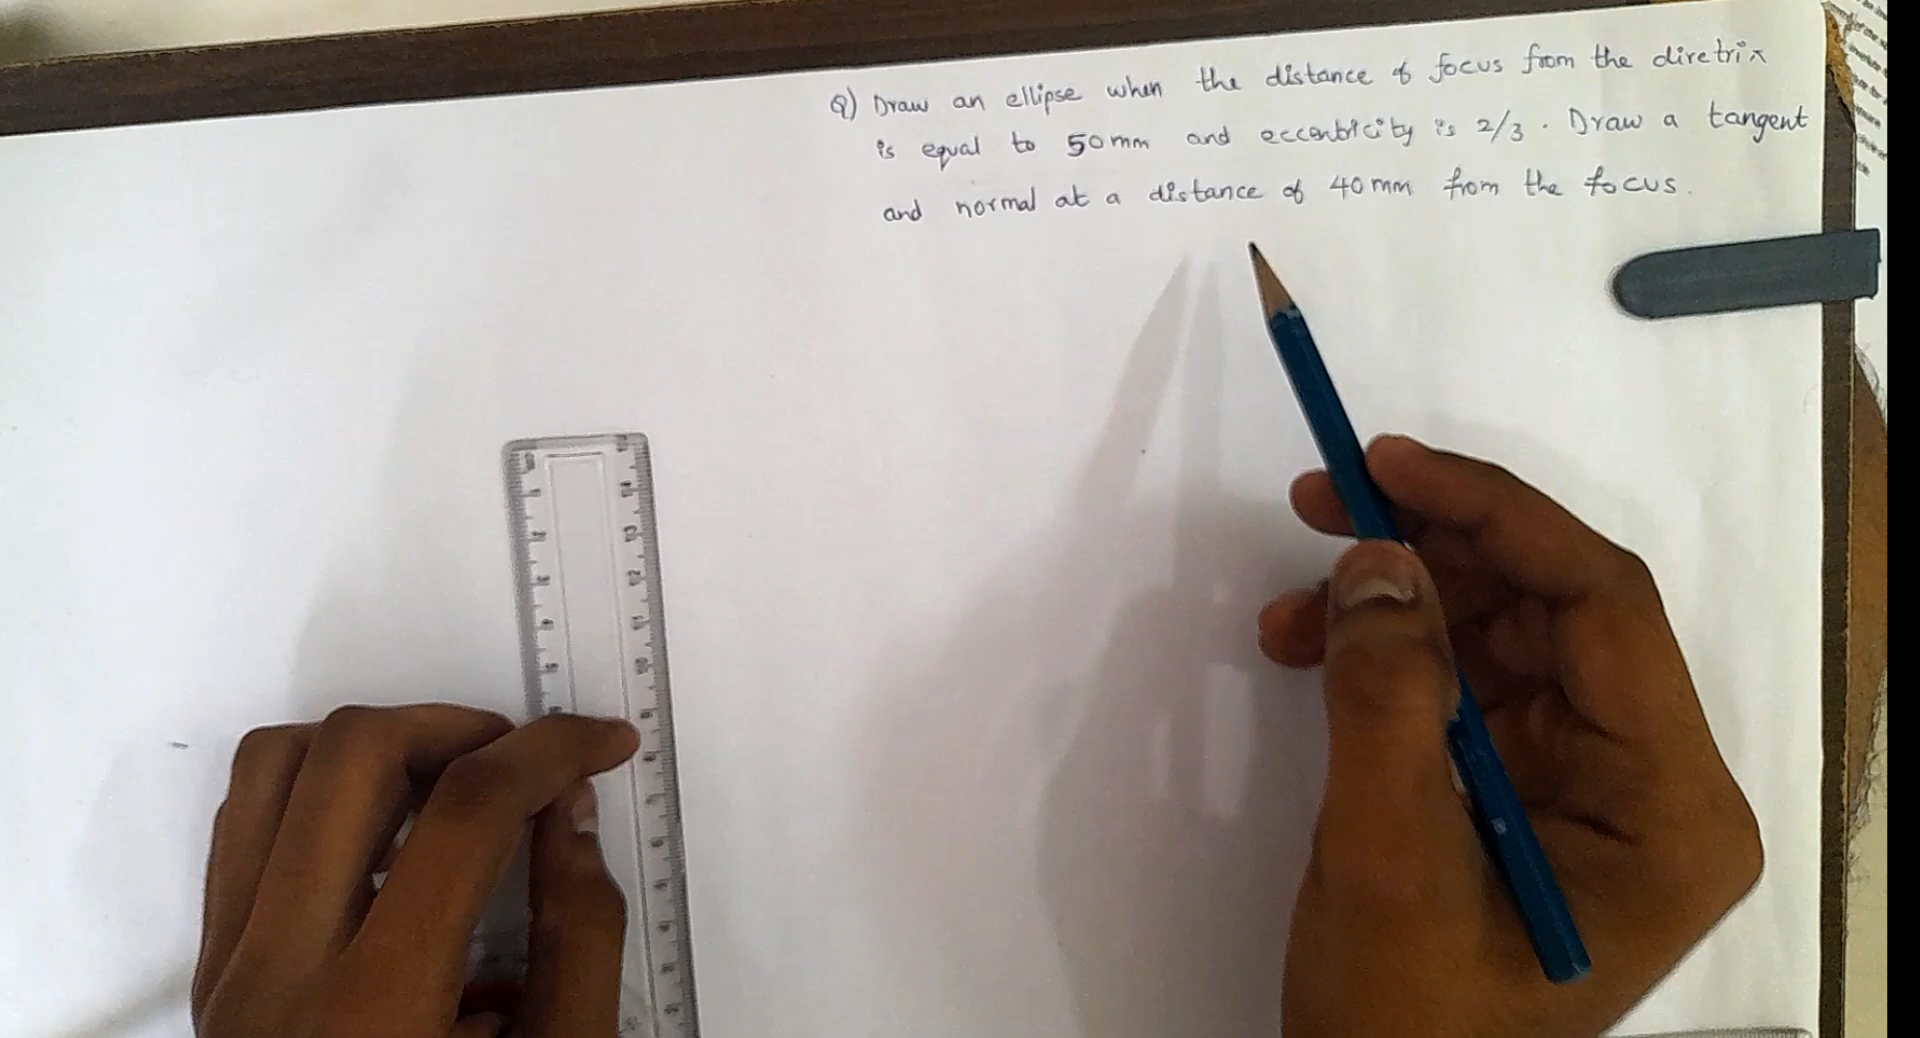 Q) Draw an ellipse when the distance of focus from the diretrix
is equal to 50mm and eccentricity is 2/3. Draw a tangent
and normal at a distance of 40mm from the focus.